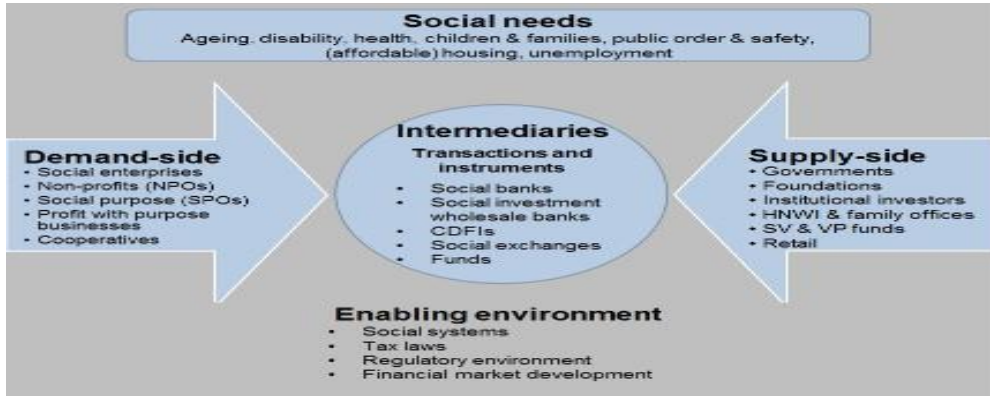 Social needs
Ageing, disability, health, children & families, public order & safety,
(affordable) housing, unemployment
Demand-side
• Social enterprises
• Non-profits (NPOs)
• Social purpose (SPOs)
• Profit with purpose
businesses
• Cooperatives
Intermediaries
Transactions and
instruments
• Social banks
• Social investment
wholesale banks
• CDFIs
• Social exchanges
• Funds
Supply-side
• Governments
• Foundations
• Institutional investors
• HNWI & family offices
• SV & VP funds
• Retail
Enabling environment
• Social systems
• Tax laws
• Regulatory environment
• Financial market development